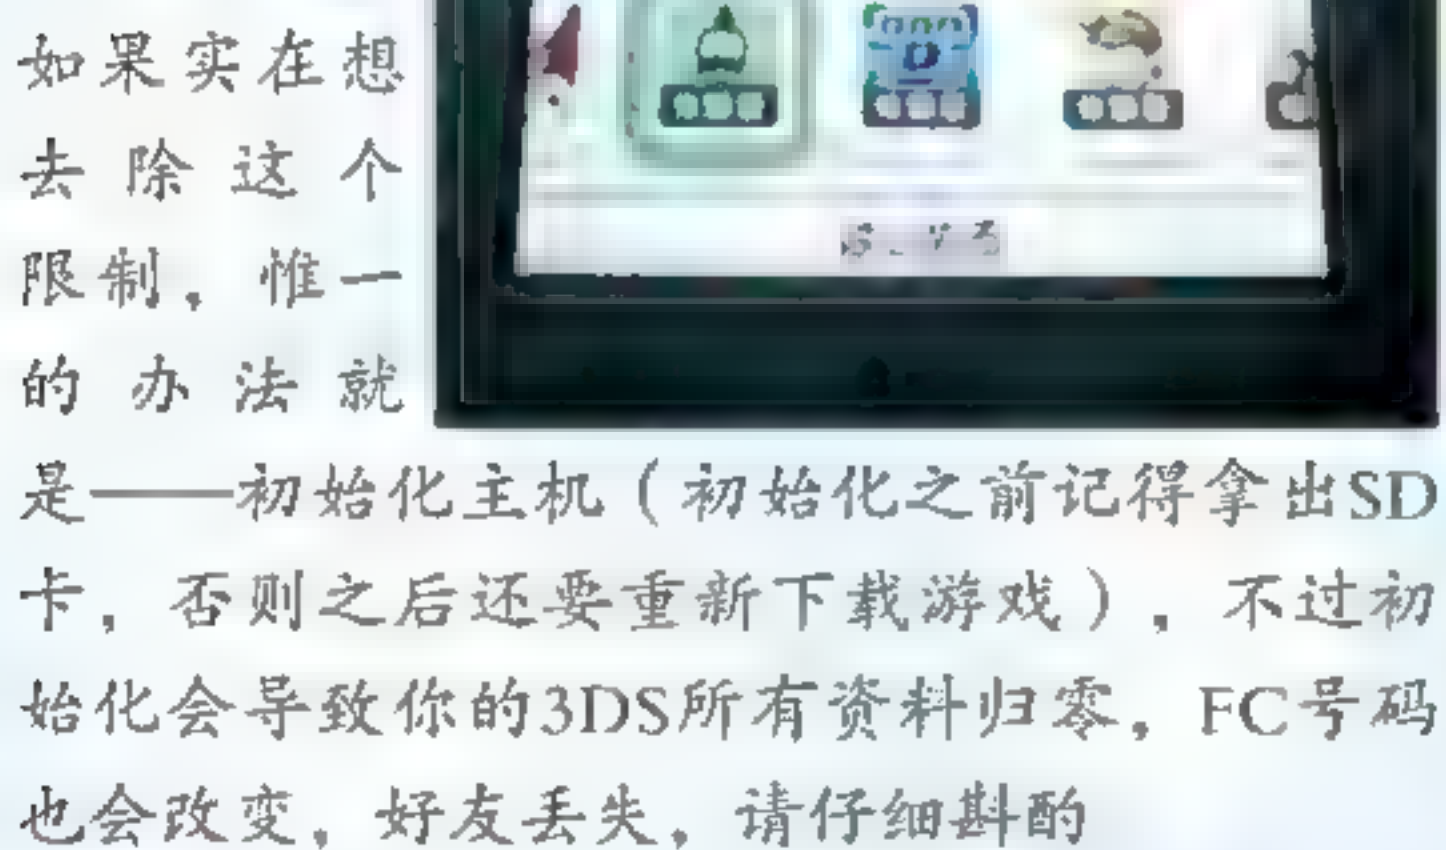 如果实在想
去除这个
限制，惟一
的办法就
是——初始化主机（初始化之前记得拿出SD
卡，否则之后还要重新下载游戏），不过初
始化会导致你的3DS所有资料归零，FC号码
也会改变，好友丢失，请仔细斟酌